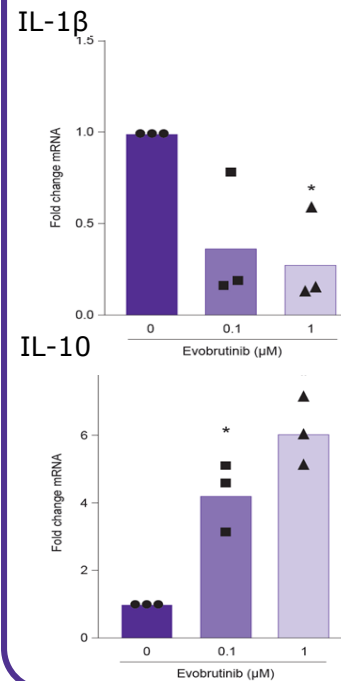 IL-1β
1.5
1.0
0.5
0.0
Fold change mRNA
*
0 0.1 1
Evobrutinib (µM)
IL-10
6
4
2
0
Fold change mRNA
*
0 0.1 1
Evobrutinib (µM)